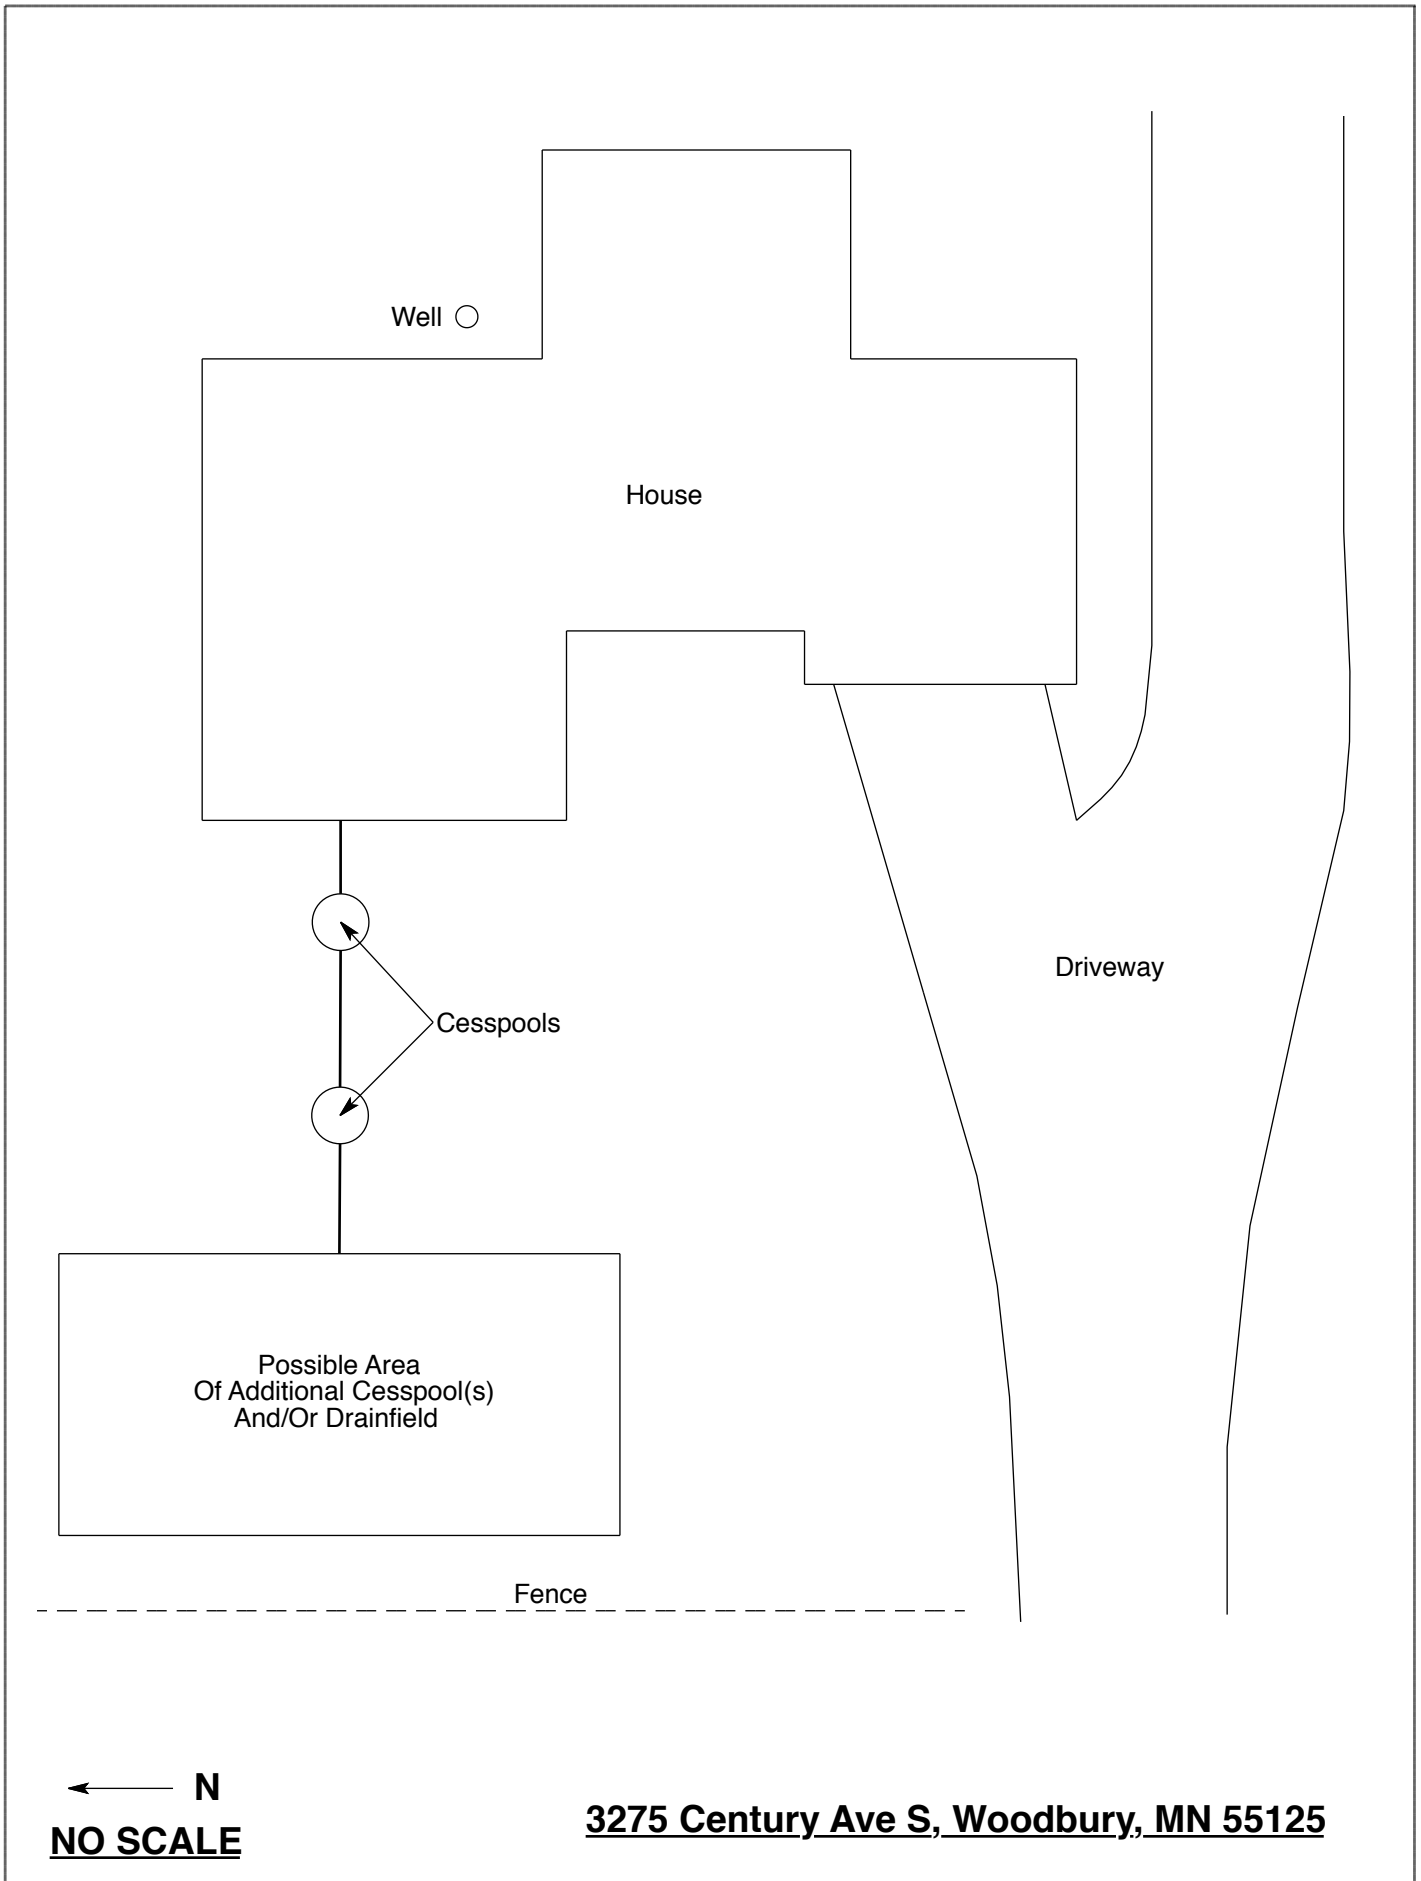 Well
House
Driveway
Cesspools
Possible Area
Of Additional Cesspool(s)
And/Or Drainfield
Fence
N
NO SCALE
3275 Century Ave S, Woodbury, MN 55125